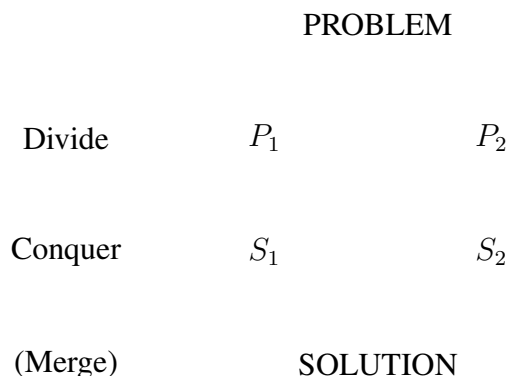 PROBLEM
Divide P₁ P₂
Conquer S₁ S₂
(Merge) SOLUTION